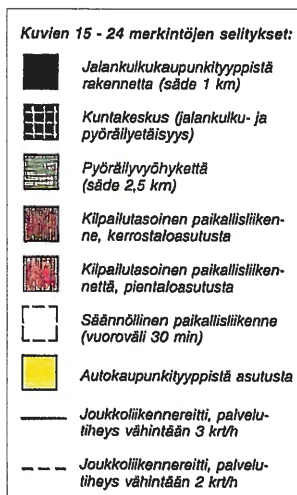 Kuvien 15 - 24 merkintöjen selitykset:
Jalankulkukaupunkityyppistä
rakennetta (säde 1 km)
Kuntakeskus (jalankulku- ja
pyöräilyetäisyys)
Pyöräilyvyöhykettä
(säde 2,5 km)
Kilpailutasoinen paikallisliiken-
ne, kerrostaloasutusta
Kilpailutasoinen paikallisliiken-
nettä, pientaloasutusta
Säännöllinen paikallisliikenne
(vuoroväli 30 min)
Autokaupunkityyppistä asutusta
Joukkoliikennereitti, palvelu-
tiheys vähintään 3 krt/h
Joukkoliikennereitti, palvelu-
tiheys vähintään 2 krt/h